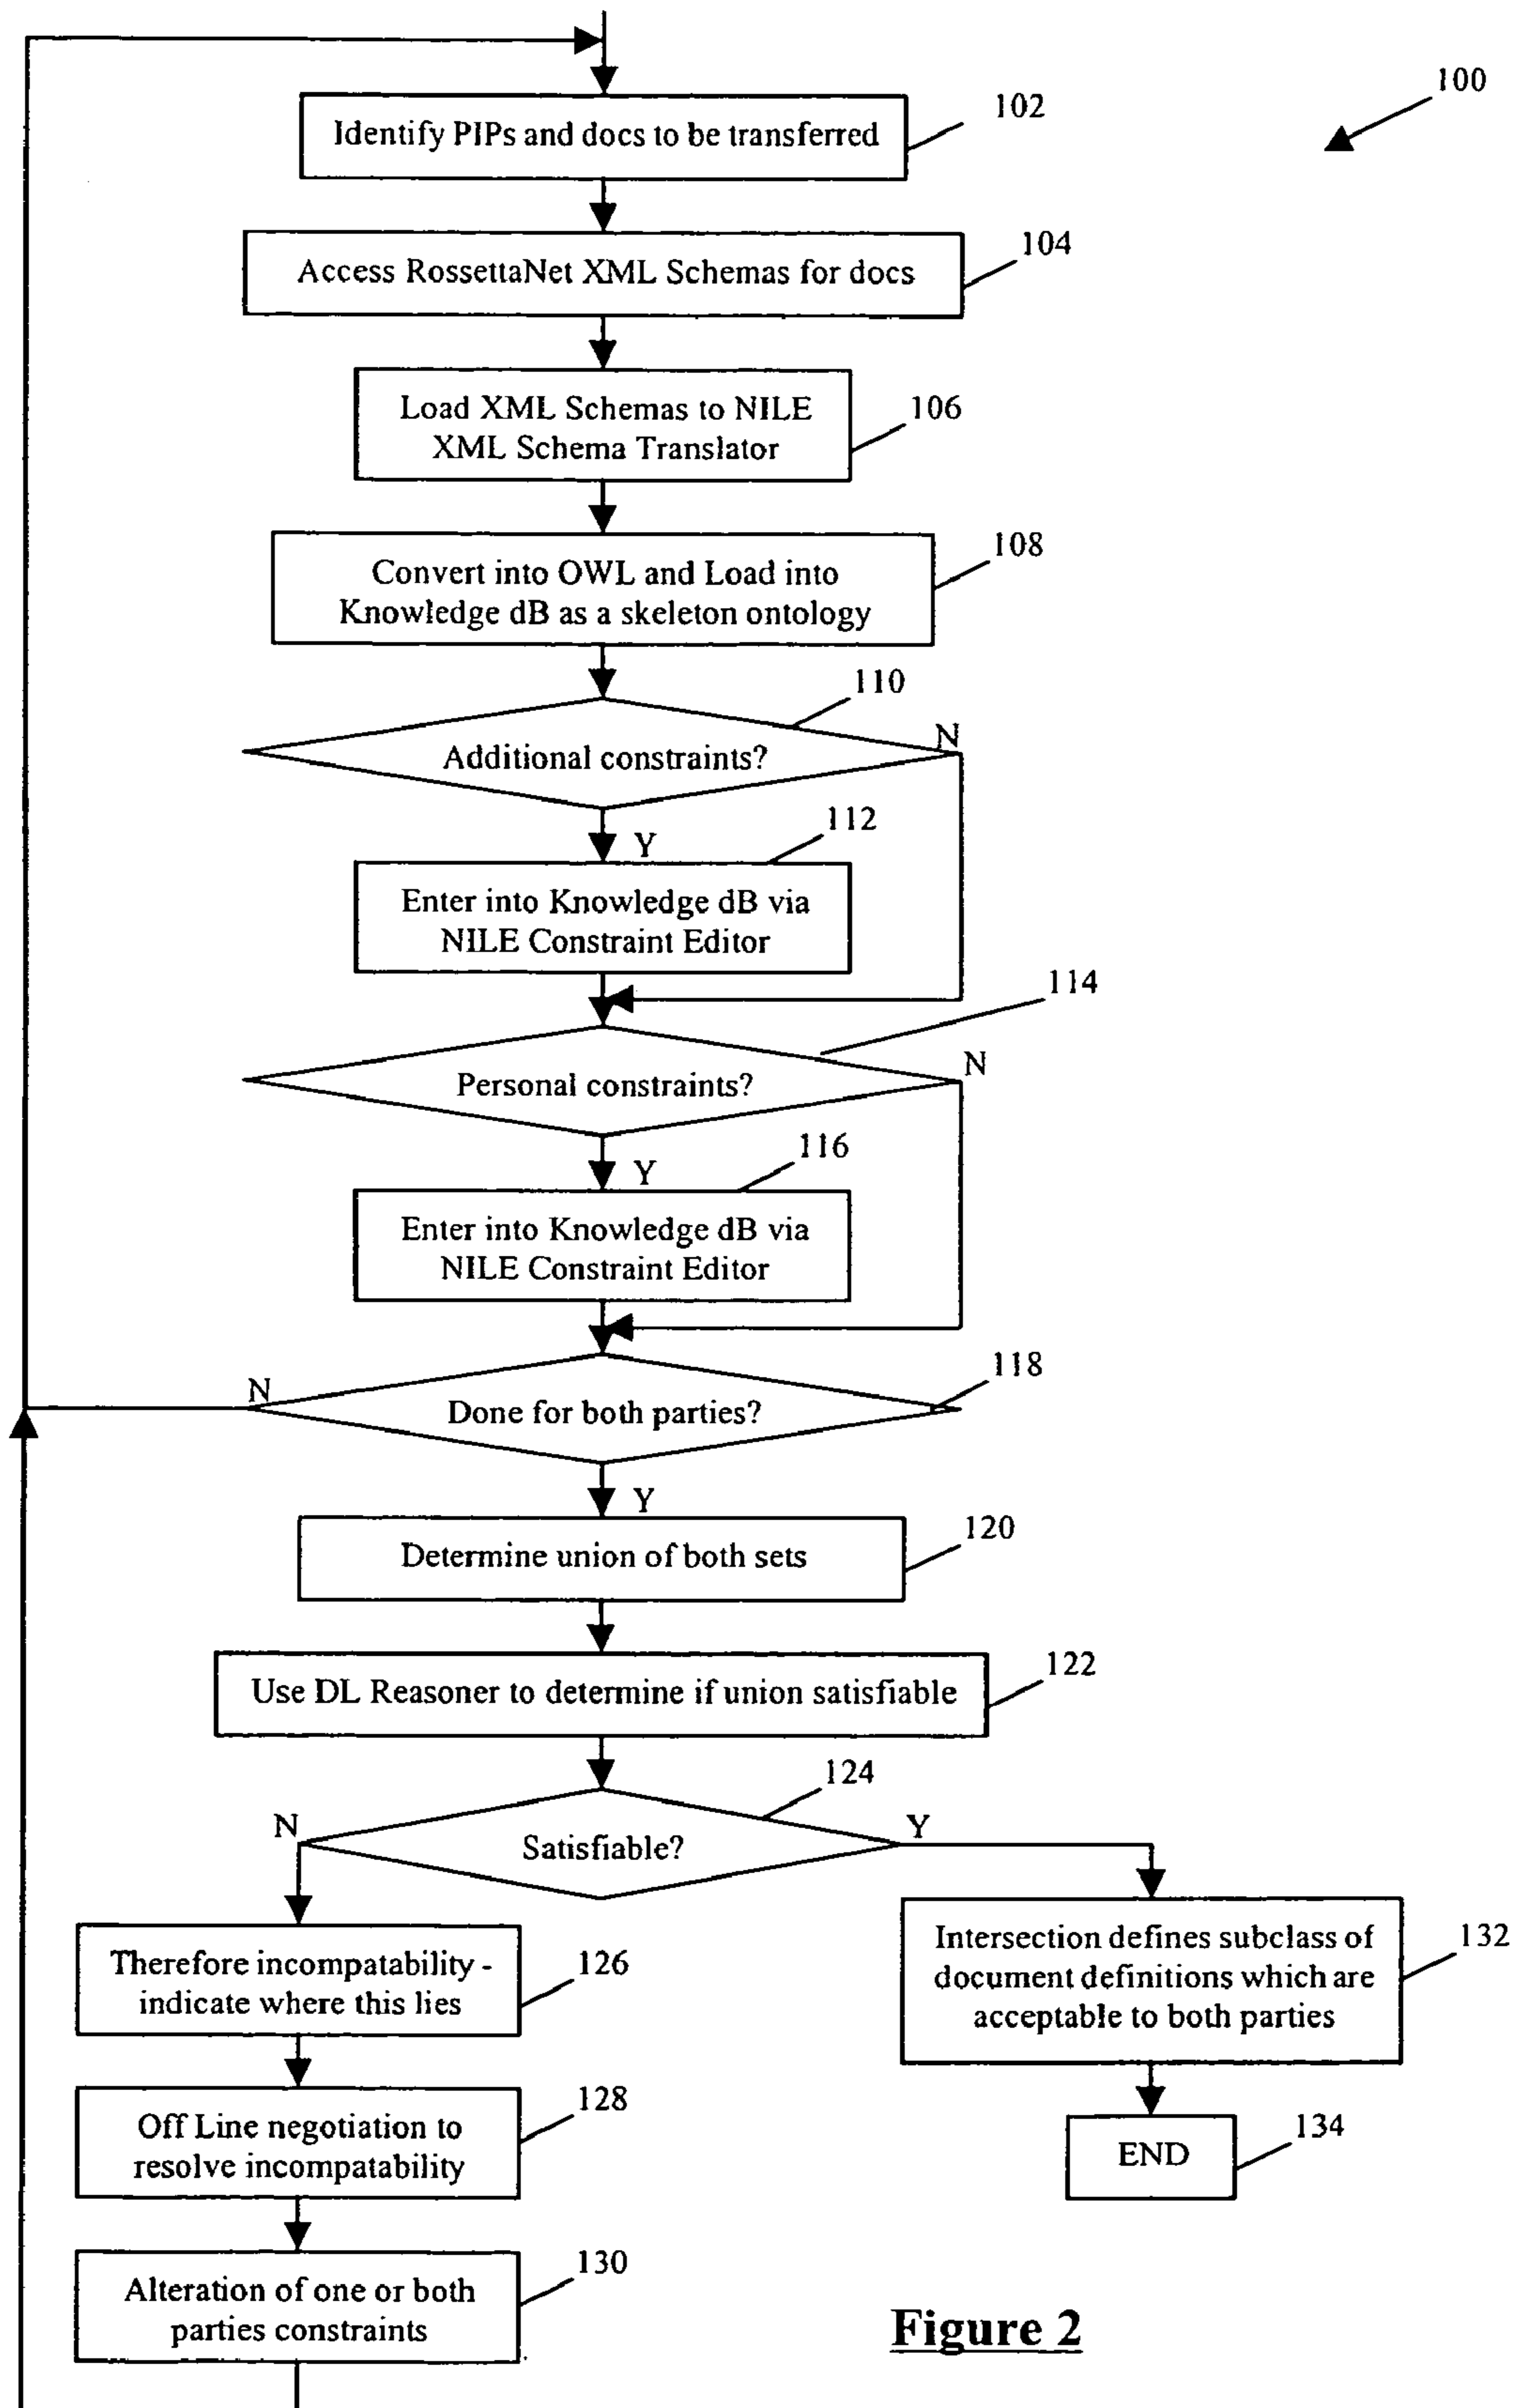 100
Identify PIPs and docs to be transferred
102
Access RossettaNet XML Schemas for docs
104
Load XML Schemas to NILE
XML Schema Translator
106
Convert into OWL and Load into
Knowledge dB as a skeleton ontology
108
110
Additional constraints?
N
Y
112
Enter into Knowledge dB via
NILE Constraint Editor
114
Personal constraints?
N
Y
116
Enter into Knowledge dB via
NILE Constraint Editor
118
N
Done for both parties?
Y
Determine union of both sets
120
Use DL Reasoner to determine if union satisfiable
122
124
N
Satisfiable?
Y
Therefore incompatability -
indicate where this lies
126
Intersection defines subclass of
document definitions which are
acceptable to both parties
132
Off Line negotiation to
resolve incompatability
128
END
134
Alteration of one or both
parties constraints
130
Figure 2